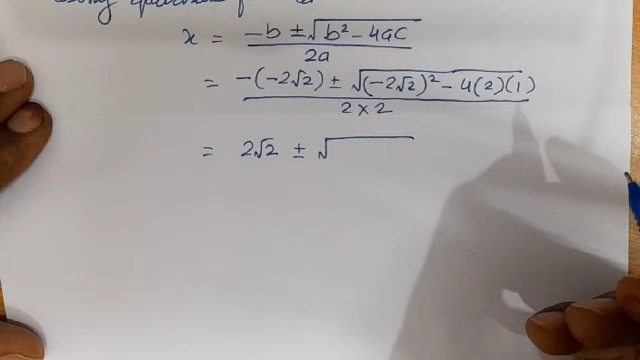 x = -b ±√b² - 4ac / 2a
= -(-2√2) ± √(-2√2)² - 4(2)(1) / 2 × 2
= 2√2 ± √